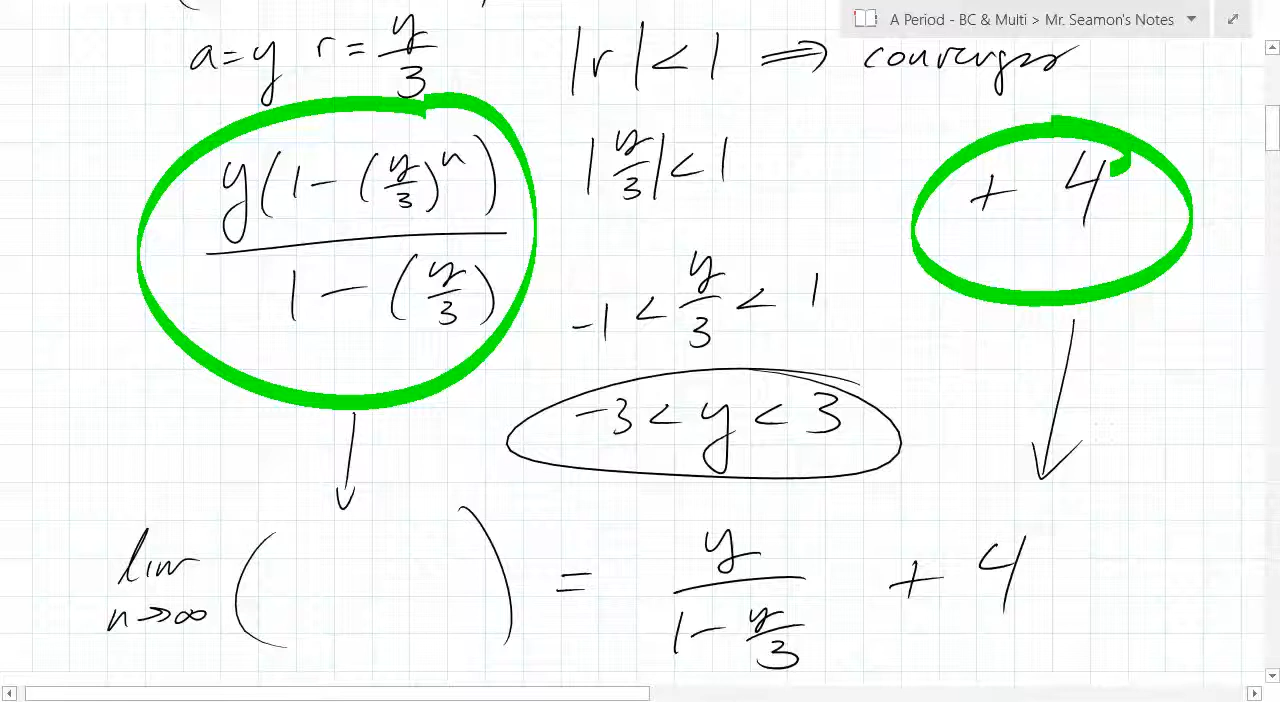 A Period - BC & Multi > Mr. Seamon's Notes
a = y r = y/3 |r| < 1 ⟹ converges
y(1 - (y/3)^n) / 1 - (y/3) |y/3| < 1 + 4
-1 < y/3 < 1
-3 < y < 3
lim n→∞ ( ) = y / 1 - y/3 + 4